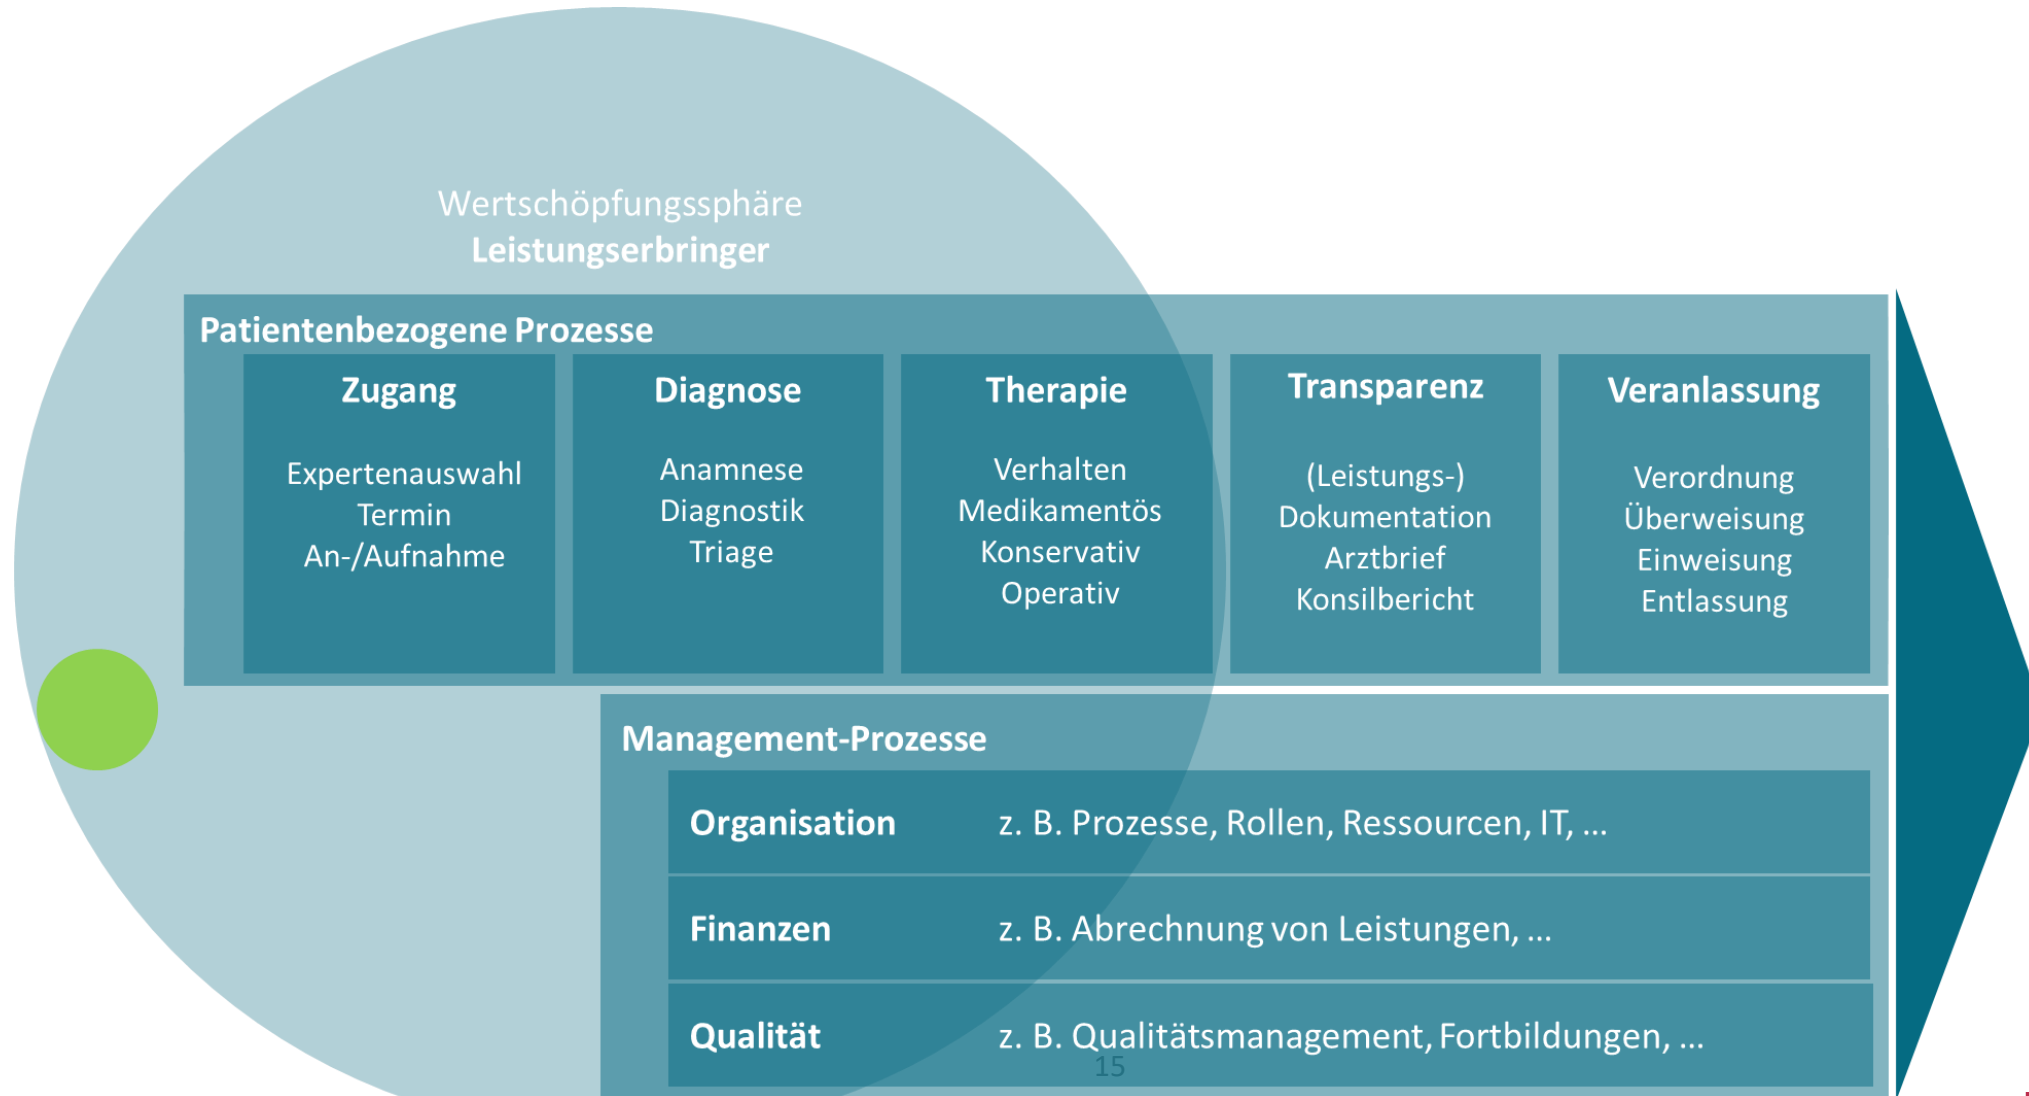 Wertschöpfungssphäre
Leistungserbringer
Patientenbezogene Prozesse
Zugang
Expertenauswahl
Termin
An-/Aufnahme
Diagnose
Anamnese
Diagnostik
Triage
Therapie
Verhalten
Medikamentös
Konservativ
Operativ
Transparenz
(Leistungs-)
Dokumentation
Arztbrief
Konsilbericht
Veranlassung
Verordnung
Überweisung
Einweisung
Entlassung
Management-Prozesse
Organisation z. B. Prozesse, Rollen, Ressourcen, IT, ...
Finanzen z. B. Abrechnung von Leistungen, ...
Qualität z. B. Qualitätsmanagement, Fortbildungen, ...
15